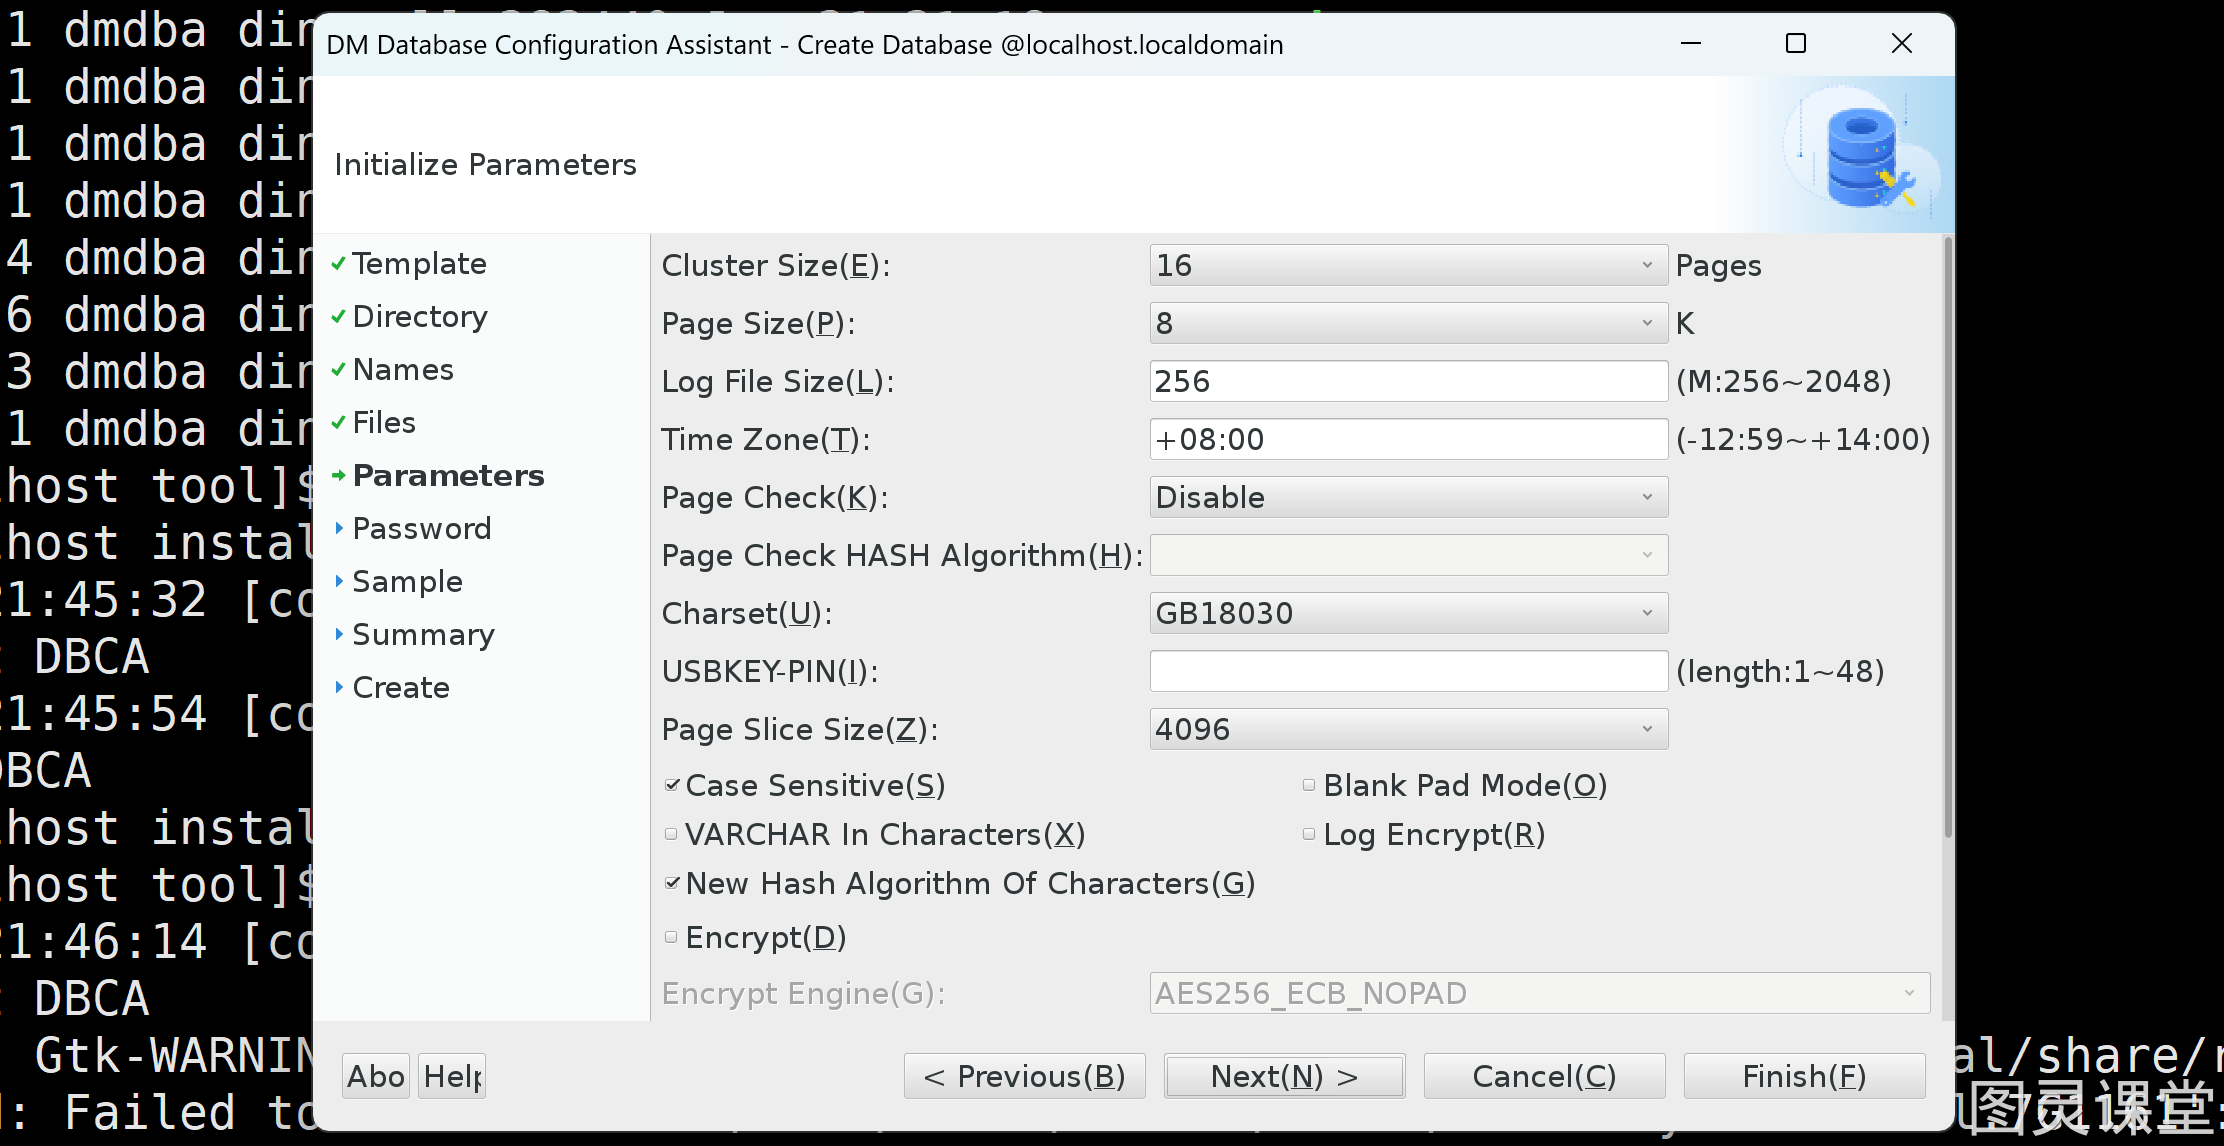 1 dmdba dir
1 dmdba dir
1 dmdba dir
1 dmdba dir
4 dmdba dir
6 dmdba dir
3 dmdba dir
1 dmdba dir
host tool]$
host instal
21:45:32 [co
: DBCA
21:45:54 [co
DBCA
host instal
host tool]$
21:46:14 [co
: DBCA
Gtk-WARNIN
al/share/r
: Failed to
DM Database Configuration Assistant - Create Database @localhost.localdomain
Initialize Parameters
Template
Directory
Names
Files
Parameters
Password
Sample
Summary
Create
Cluster Size(E): 16 Pages
Page Size(P): 8 K
Log File Size(L): 256 (M:256~2048)
Time Zone(T): +08:00 (-12:59~+14:00)
Page Check(K): Disable
Page Check HASH Algorithm(H):
Charset(U): GB18030
USBKEY-PIN(I): (length:1~48)
Page Slice Size(Z): 4096
Case Sensitive(S) Blank Pad Mode(O)
VARCHAR In Characters(X) Log Encrypt(R)
New Hash Algorithm Of Characters(G)
Encrypt(D)
Encrypt Engine(G): AES256_ECB_NOPAD
Abo Help < Previous(B) Next(N) > Cancel(C) Finish(F)
图灵课堂